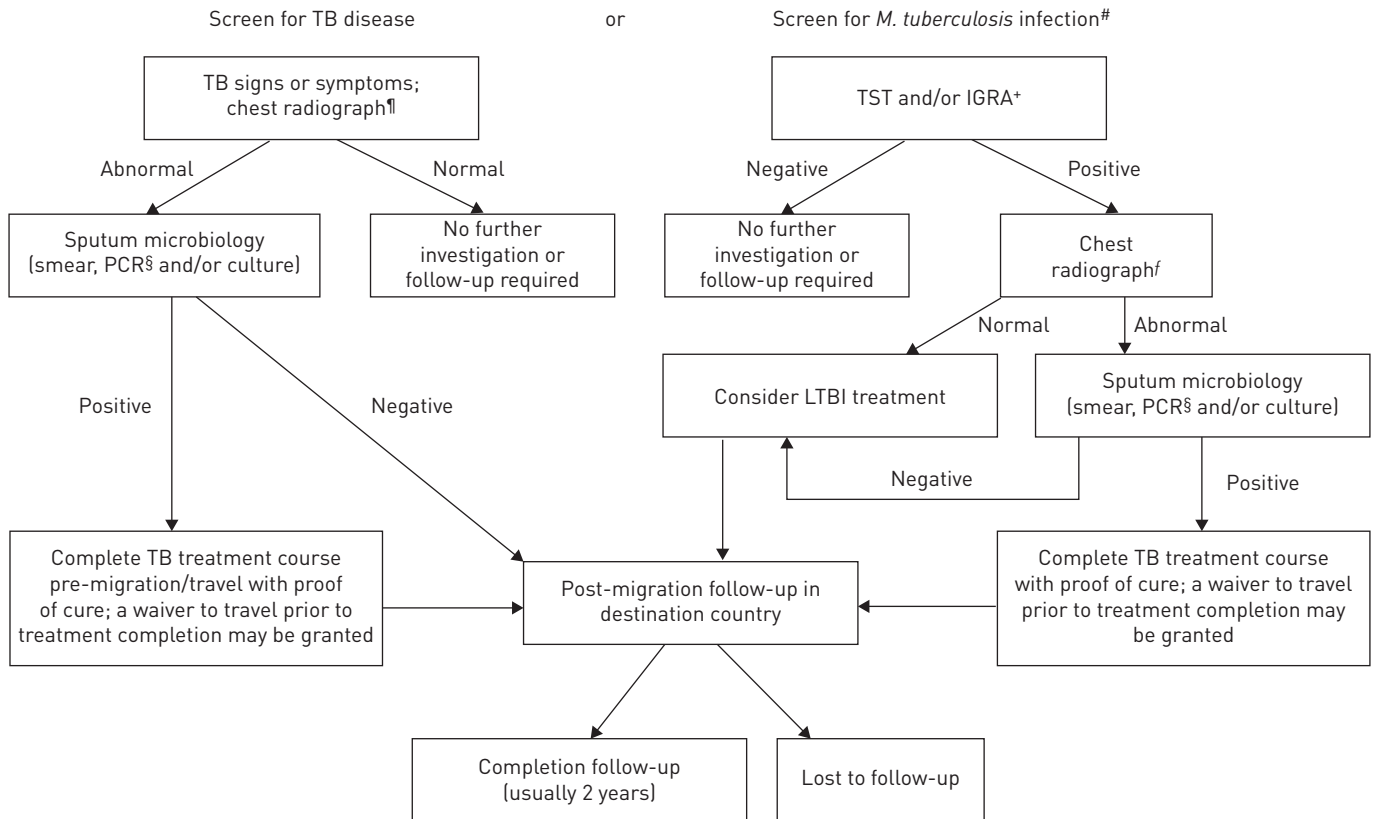 Screen for TB disease
or
Screen for M. tuberculosis infection#
TB signs or symptoms;
chest radiograph¶
TST and/or IGRA+
Abnormal
Normal
Negative
Positive
Sputum microbiology
(smear, PCR§ and/or culture)
No further
investigation or
follow-up required
No further
investigation or
follow-up required
Chest
radiographƒ
Normal
Abnormal
Consider LTBI treatment
Sputum microbiology
(smear, PCR§ and/or culture)
Positive
Negative
Negative
Positive
Complete TB treatment course
pre-migration/travel with proof
of cure; a waiver to travel prior to
treatment completion may be granted
Post-migration follow-up in
destination country
Complete TB treatment course
with proof of cure; a waiver to travel
prior to treatment completion may
be granted
Completion follow-up
(usually 2 years)
Lost to follow-up